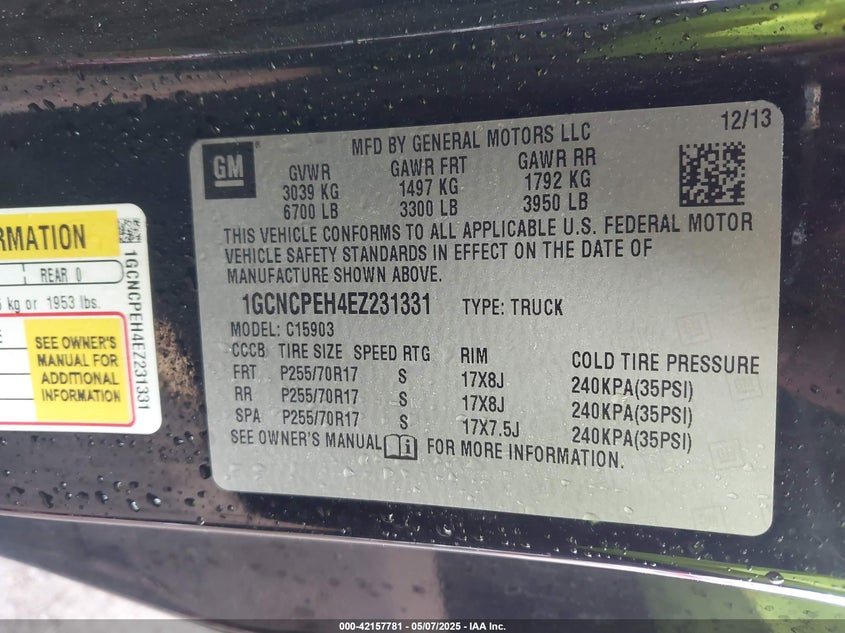 12/13
MFD BY GENERAL MOTORS LLC
GM
GVWR GAWR FRT GAWR RR
3039 KG 1497 KG 1792 KG
6700 LB 3300 LB 3950 LB
THIS VEHICLE CONFORMS TO ALL APPLICABLE U.S. FEDERAL MOTOR
VEHICLE SAFETY STANDARDS IN EFFECT ON THE DATE OF
MANUFACTURE SHOWN ABOVE.
1GCNCPEH4EZ231331 TYPE: TRUCK
MODEL: C15903
CCCB TIRE SIZE SPEED RTG RIM COLD TIRE PRESSURE
FRT P255/70R17 S 17X8J 240KPA(35PSI)
RR P255/70R17 S 17X8J 240KPA(35PSI)
SPA P255/70R17 S 17X7.5J 240KPA(35PSI)
SEE OWNER'S MANUAL FOR MORE INFORMATION.
RMATION
REAR 0
kg or 1953 lbs.
SEE OWNER'S
MANUAL FOR
ADDITIONAL
INFORMATION
1GCNCPEH4EZ231331
000-42157781 - 05/07/2025 - IAA Inc.